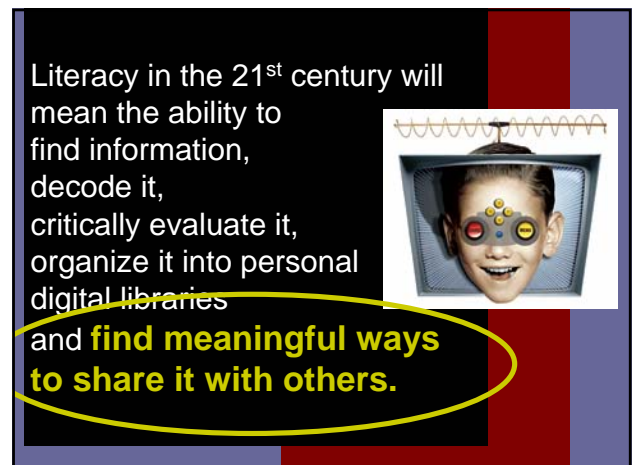 Literacy in the 21st century will
mean the ability to
find information,
decode it,
critically evaluate it,
organize it into personal
digital libraries
and find meaningful ways
to share it with others.